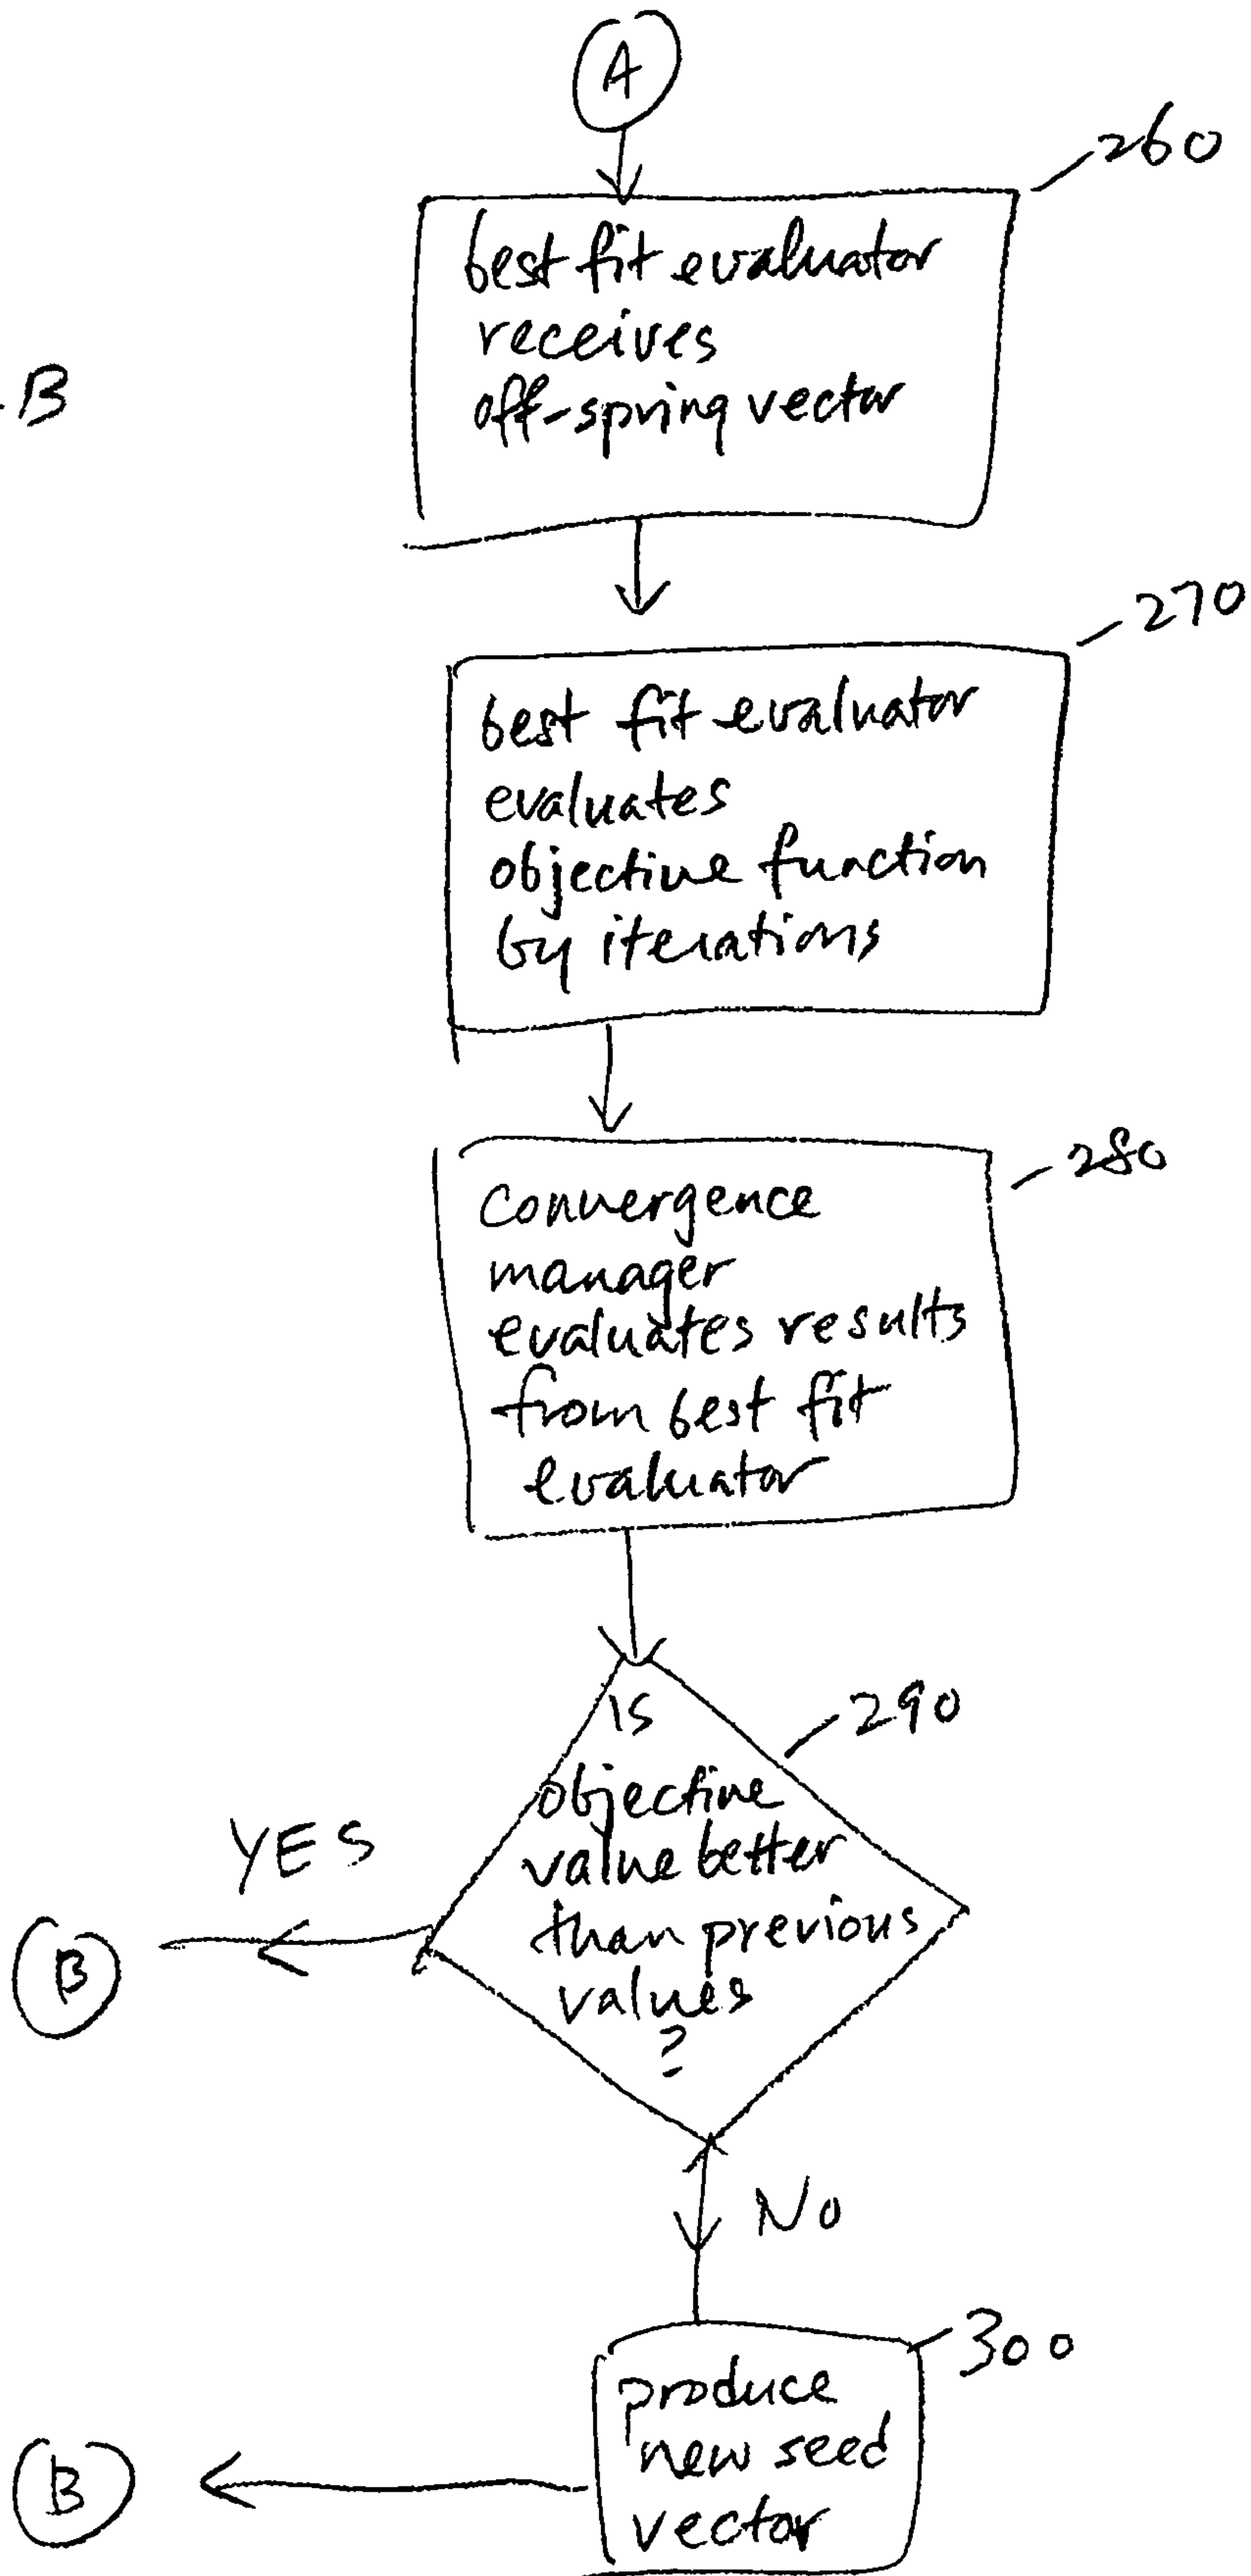 A
260
best fit evaluator
receives
off-spring vector
B
270
best fit evaluator
evaluates
objective function
by iterations
280
convergence
manager
evaluates results
from best fit
evaluator
290
is
objective
value better
than previous
values
?
YES
B
No
300
produce
new seed
vector
B